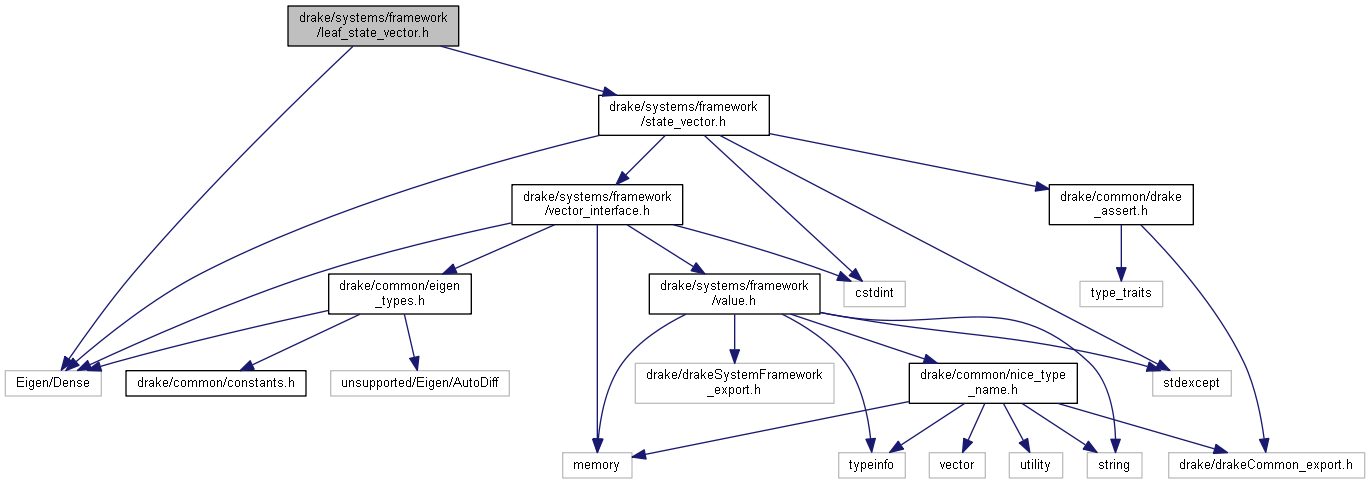 drake/systems/framework
/leaf_state_vector.h
drake/systems/framework
/state_vector.h
drake/systems/framework
/vector_interface.h
drake/common/drake
_assert.h
drake/common/eigen
_types.h
drake/systems/framework
/value.h
cstdint
type_traits
Eigen/Dense
drake/common/constants.h
unsupported/Eigen/AutoDiff
drake/drakeSystemFramework
_export.h
drake/common/nice_type
_name.h
stdexcept
memory
typeinfo
vector
utility
string
drake/drakeCommon_export.h